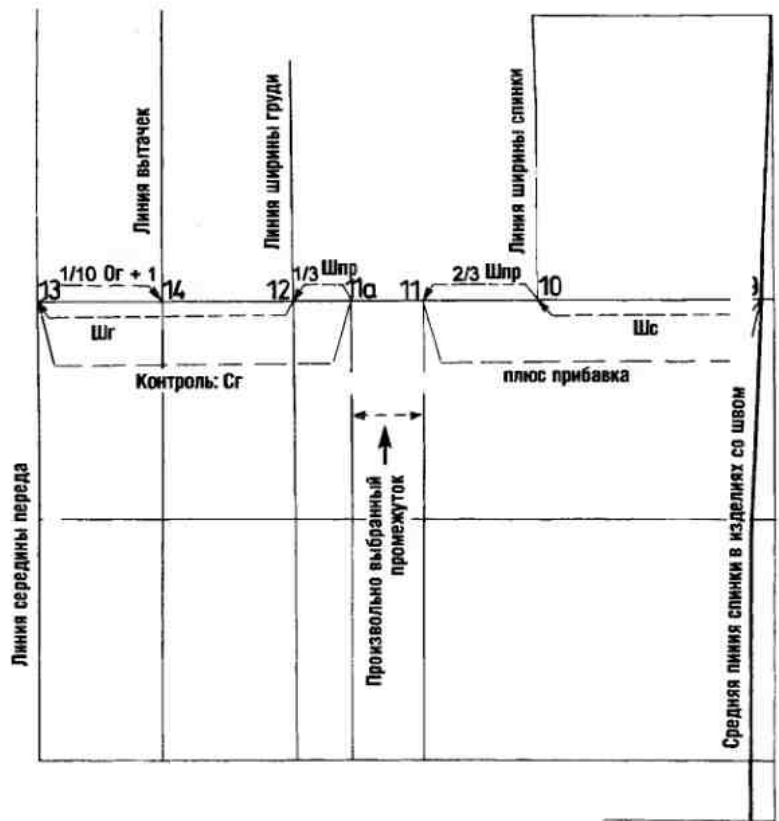 Линия вытачек
Линия ширины груди
Линия ширины спинки
1/10 Ог + 1
1/3 Шпр
2/3 Шпр
13
14
12
11а
11
10
9
Шг
Шс
Контроль: Сг
плюс прибавка
Линия середины переда
Произвольно выбранный
промежуток
Средняя линия спинки в изделиях со швом